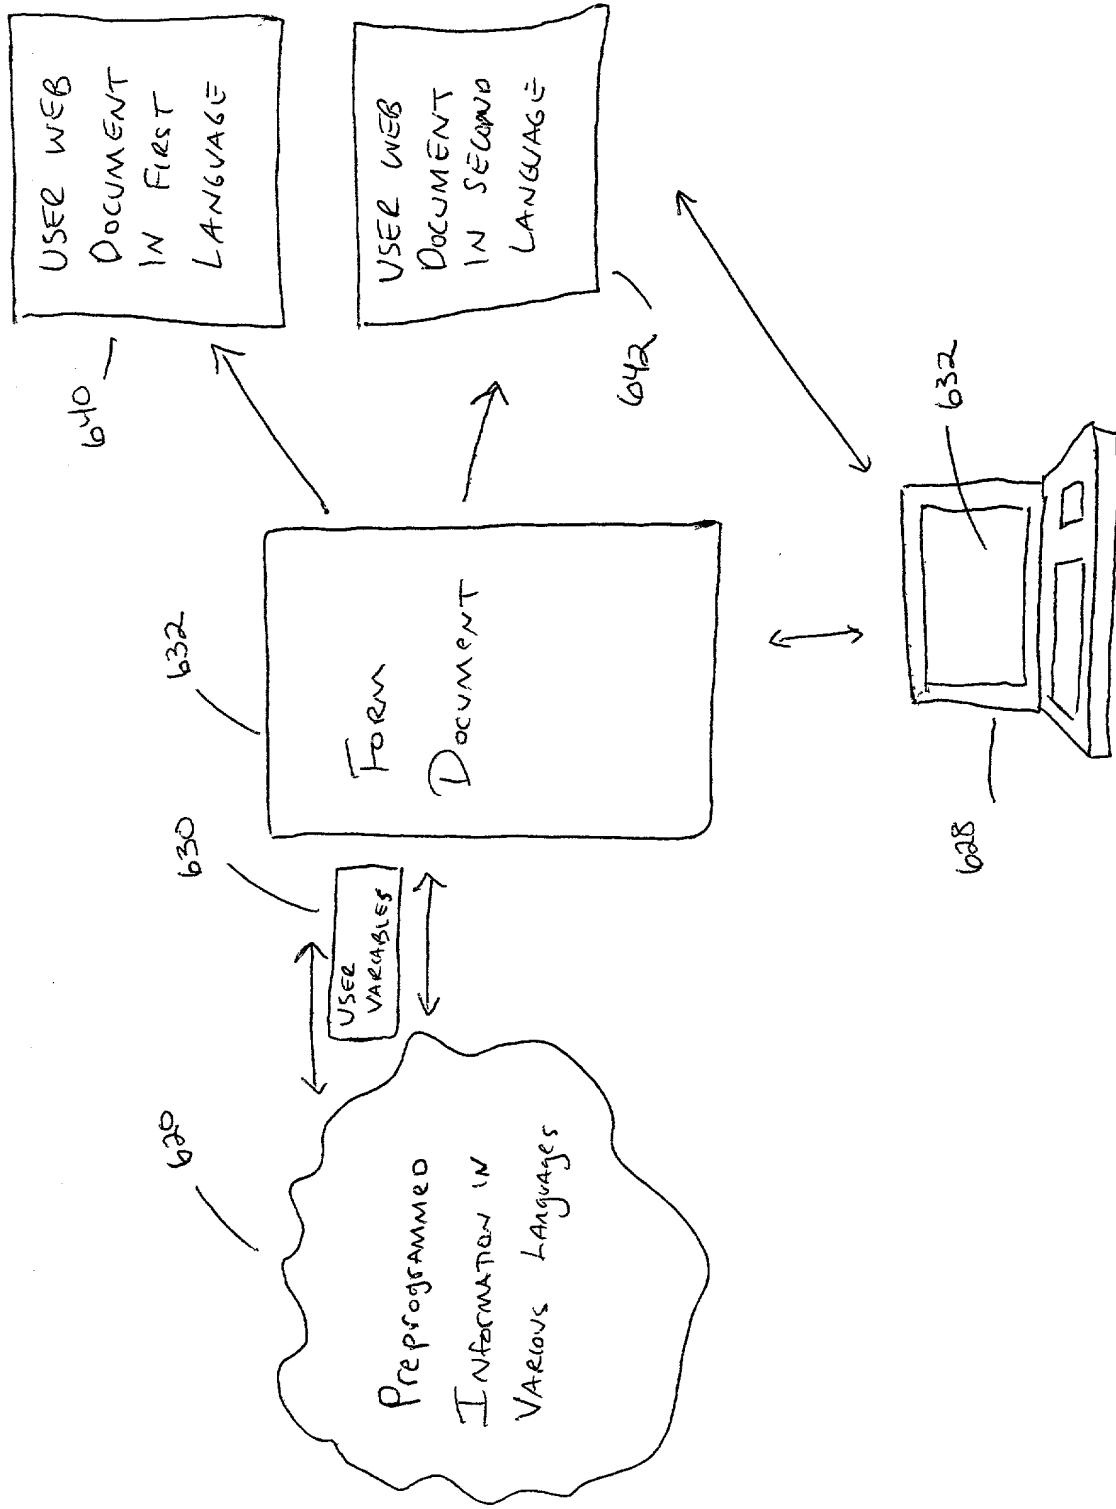 620
Preprogrammed
Information in
Various Languages
630
USER
VARIABLES
632
FORM
DOCUMENT
640
USER WEB
DOCUMENT
IN FIRST
LANGUAGE
642
USER WEB
DOCUMENT
IN SECOND
LANGUAGE
628
632